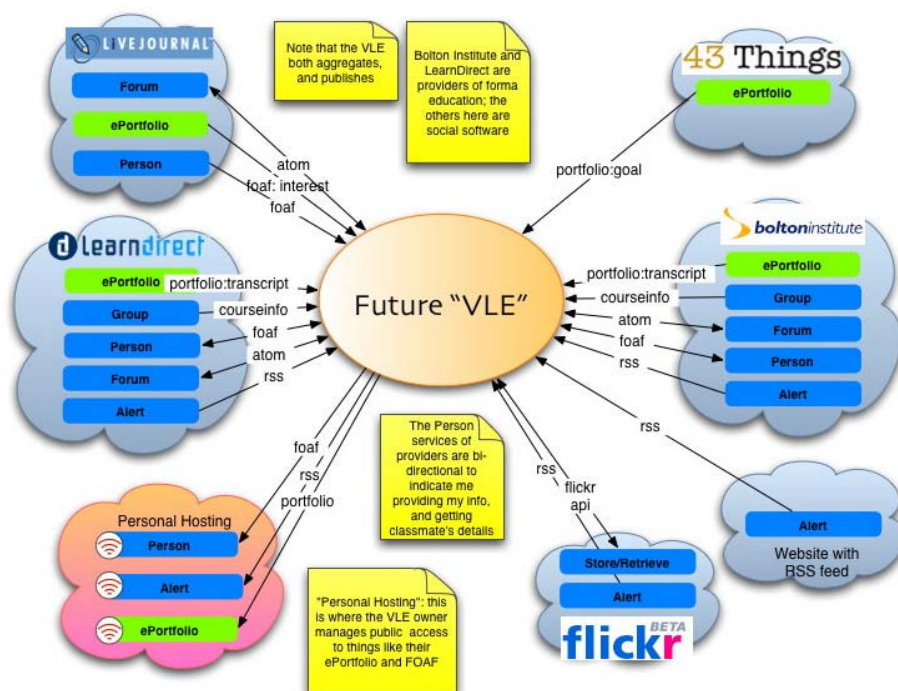 LiVEJOURNAL™
Forum
ePortfolio
Person
atom
foaf: interest
foaf
Note that the VLE
both aggregates,
and publishes
Bolton Institute and
LearnDirect are
providers of forma
education; the
others here are
social software
43 Things
ePortfolio
portfolio:goal
learndirect
ePortfolio
Group
Person
Forum
Alert
portfolio:transcript
courseinfo
foaf
atom
rss
Future "VLE"
boltoninstitute
ePortfolio
Group
Forum
Person
Alert
portfolio:transcript
courseinfo
atom
foaf
rss
foaf
rss
portfolio
Personal Hosting
Person
Alert
ePortfolio
The Person
services of
providers are bi-
directional to
indicate me
providing my info,
and getting
classmate's details
"Personal Hosting": this
is where the VLE owner
manages public access
to things like their
ePortfolio and FOAF
rss
flickr
api
Store/Retrieve
Alert
BETA
flickr
rss
Alert
Website with
RSS feed